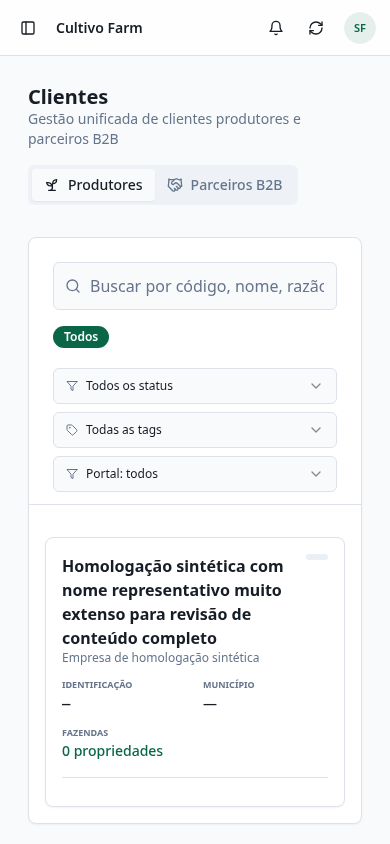 Cultivo Farm
SF
Clientes
Gestão unificada de clientes produtores e
parceiros B2B
Produtores
Parceiros B2B
Buscar por código, nome, razão
Todos
Todos os status
Todas as tags
Portal: todos
Homologação sintética com
nome representativo muito
extenso para revisão de
conteúdo completo
Empresa de homologação sintética
IDENTIFICAÇÃO
MUNICÍPIO
—
—
FAZENDAS
0 propriedades